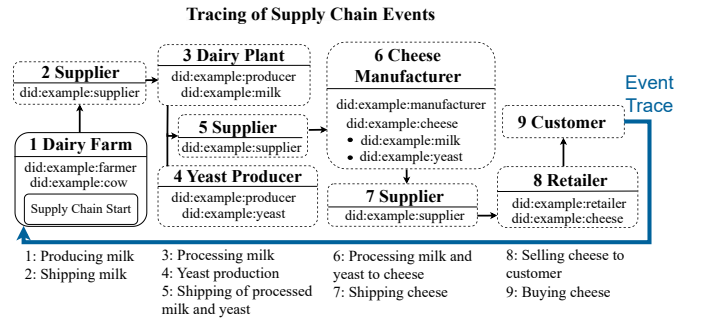 Tracing of Supply Chain Events
2 Supplier
did:example:supplier
1 Dairy Farm
did:example:farmer
did:example:cow
Supply Chain Start
3 Dairy Plant
did:example:producer
did:example:milk
5 Supplier
did:example:supplier
4 Yeast Producer
did:example:producer
did:example:yeast
6 Cheese
Manufacturer
did:example:manufacturer
did:example:cheese
• did:example:milk
• did:example:yeast
7 Supplier
did:example:supplier
9 Customer
8 Retailer
did:example:retailer
did:example:cheese
Event
Trace
1: Producing milk
2: Shipping milk
3: Processing milk
4: Yeast production
5: Shipping of processed
milk and yeast
6: Processing milk and
yeast to cheese
7: Shipping cheese
8: Selling cheese to
customer
9: Buying cheese